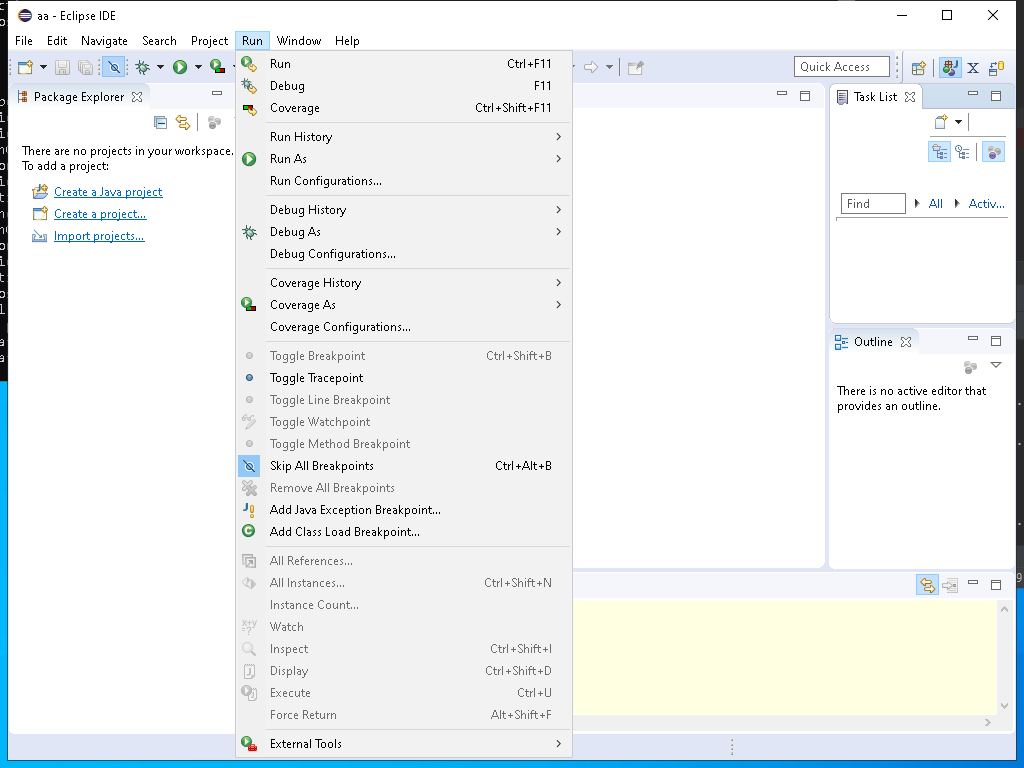 aa - Eclipse IDE
File Edit Navigate Search Project Run Window Help
Quick Access
Package Explorer
There are no projects in your workspace.
To add a project:
Create a Java project
Create a project...
Import projects...
Run Ctrl+F11
Debug F11
Coverage Ctrl+Shift+F11
Run History
Run As
Run Configurations...
Debug History
Debug As
Debug Configurations...
Coverage History
Coverage As
Coverage Configurations...
Toggle Breakpoint Ctrl+Shift+B
Toggle Tracepoint
Toggle Line Breakpoint
Toggle Watchpoint
Toggle Method Breakpoint
Skip All Breakpoints Ctrl+Alt+B
Remove All Breakpoints
Add Java Exception Breakpoint...
Add Class Load Breakpoint...
All References...
All Instances... Ctrl+Shift+N
Instance Count...
Watch
Inspect Ctrl+Shift+I
Display Ctrl+Shift+D
Execute Ctrl+U
Force Return Alt+Shift+F
External Tools
Task List
Find All Activ...
Outline
There is no active editor that
provides an outline.